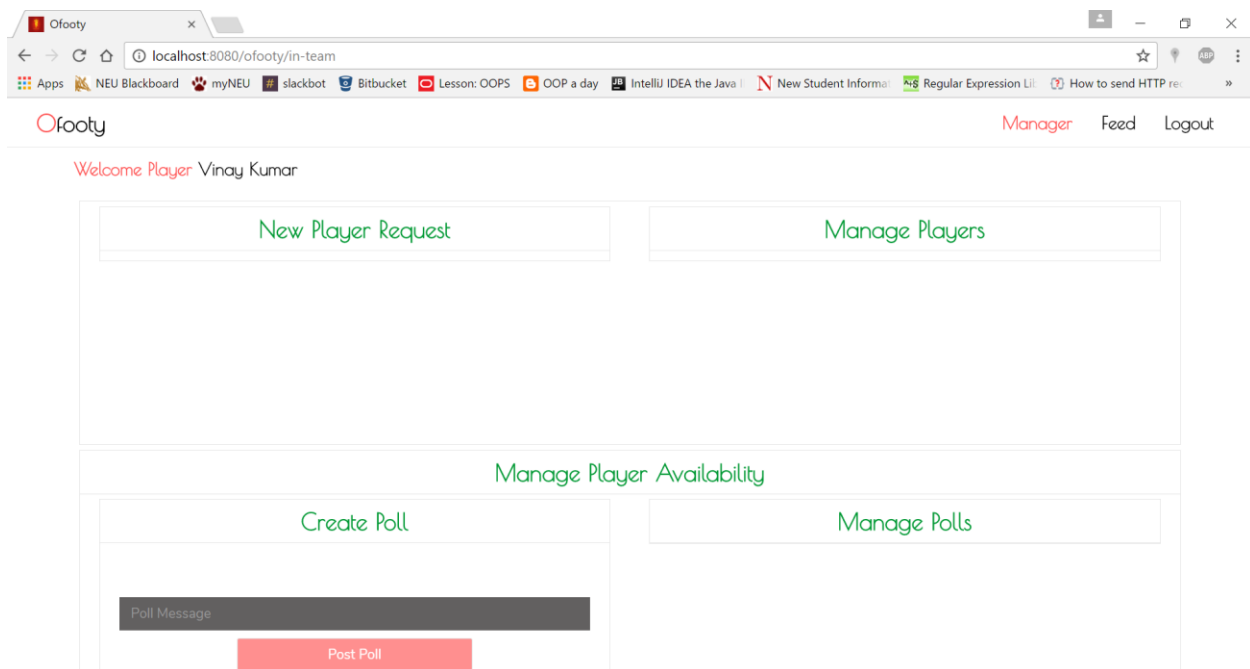 Ofooty
localhost:8080/ofooty/in-team
Apps NEU Blackboard myNEU slackbot Bitbucket Lesson: OOPS OOP a day IntelliJ IDEA the Java New Student Informa Regular Expression Li How to send HTTP re
Ofooty Manager Feed Logout
Welcome Player Vinay Kumar
New Player Request Manage Players
Manage Player Availability
Create Poll Manage Polls
Poll Message
Post Poll